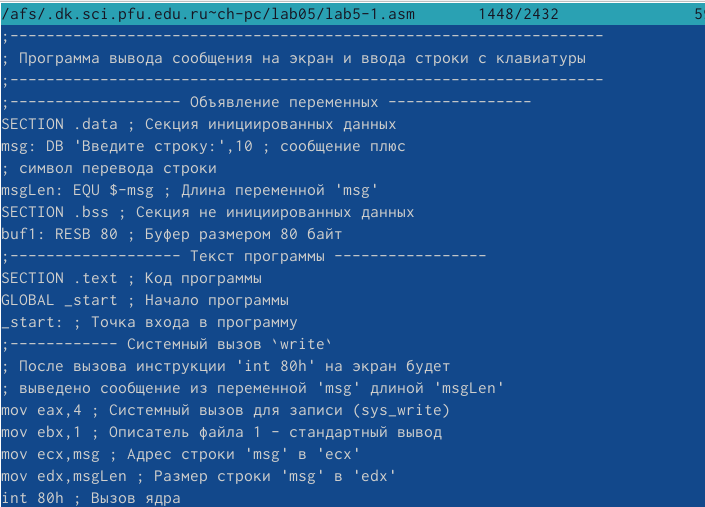 /afs/.dk.sci.pfu.edu.ru~ch-pc/lab05/lab5-1.asm 1448/2432 5
;------------------------------------------------------------------
; Программа вывода сообщения на экран и ввода строки с клавиатуры
;------------------------------------------------------------------
;------------------- Объявление переменных ----------------
SECTION .data ; Секция инициированных данных
msg: DB 'Введите строку:',10 ; сообщение плюс
; символ перевода строки
msgLen: EQU $-msg ; Длина переменной 'msg'
SECTION .bss ; Секция не инициированных данных
buf1: RESB 80 ; Буфер размером 80 байт
;------------------- Текст программы -----------------
SECTION .text ; Код программы
GLOBAL _start ; Начало программы
_start: ; Точка входа в программу
;------------ Системный вызов `write`
; После вызова инструкции 'int 80h' на экран будет
; выведено сообщение из переменной 'msg' длиной 'msgLen'
mov eax,4 ; Системный вызов для записи (sys_write)
mov ebx,1 ; Описатель файла 1 - стандартный вывод
mov ecx,msg ; Адрес строки 'msg' в 'ecx'
mov edx,msgLen ; Размер строки 'msg' в 'edx'
int 80h ; Вызов ядра